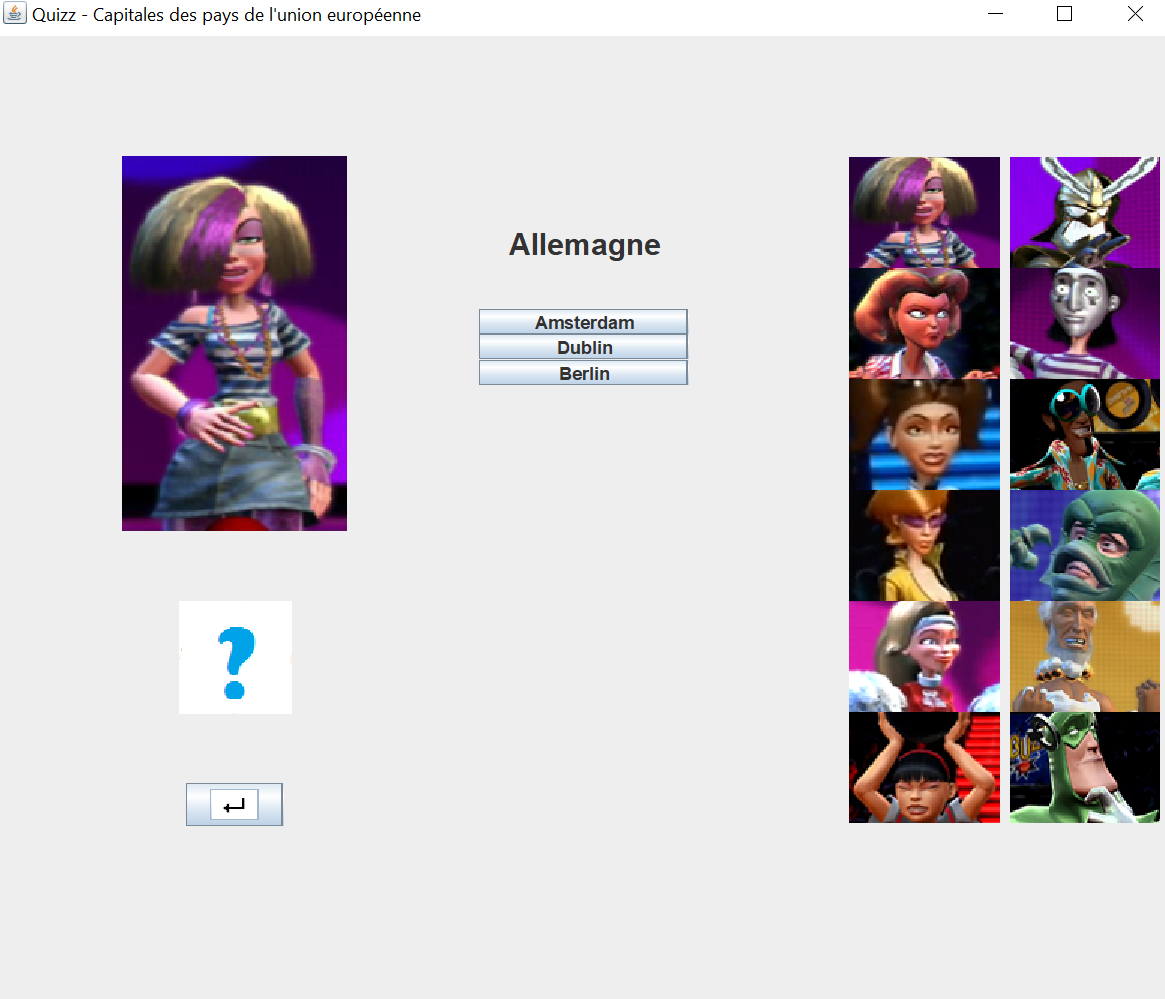 Quizz - Capitales des pays de l'union européenne
Allemagne
Amsterdam
Dublin
Berlin
?